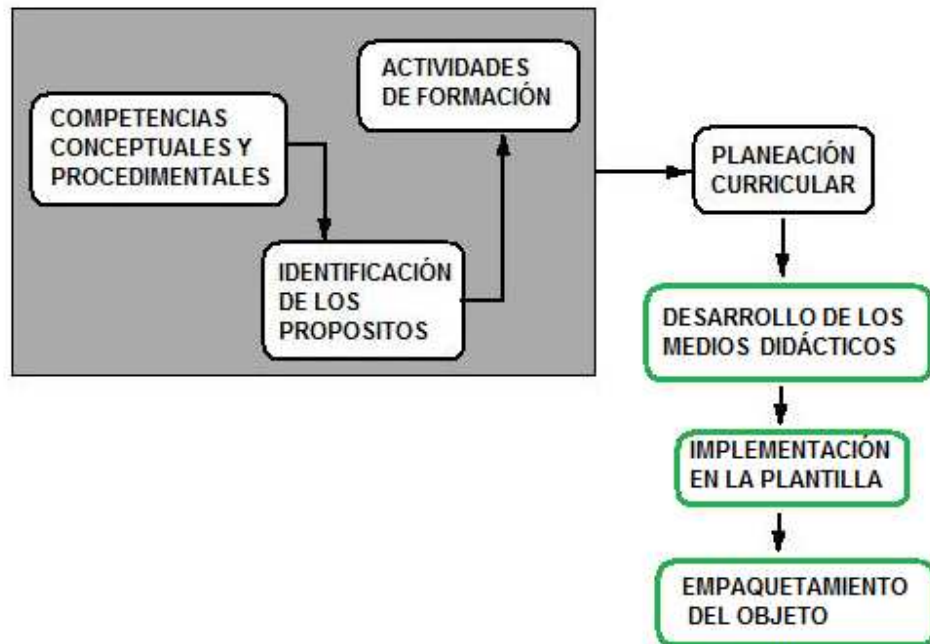 COMPETENCIAS
CONCEPTUALES Y
PROCEDIMENTALES
IDENTIFICACIÓN
DE LOS
PROPOSITOS
ACTIVIDADES
DE FORMACIÓN
PLANEACIÓN
CURRICULAR
DESARROLLO DE LOS
MEDIOS DIDÁCTICOS
IMPLEMENTACIÓN
EN LA PLANTILLA
EMPAQUETAMIENTO
DEL OBJETO